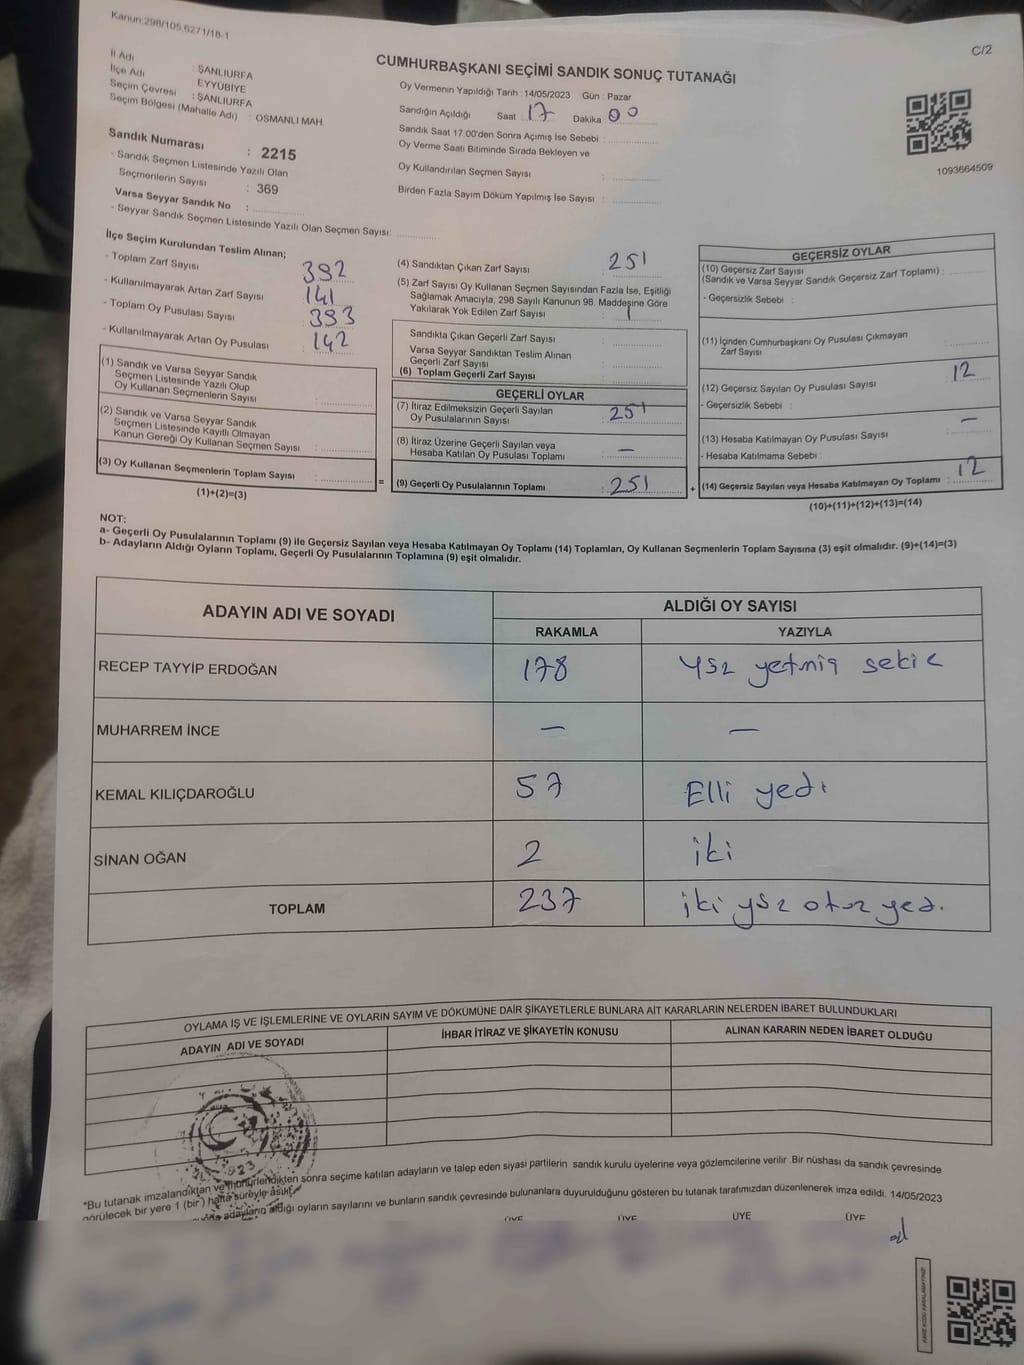 Kanun:298/105.6271/18-1
C/2
CUMHURBAŞKANI SEÇİMİ SANDIK SONUÇ TUTANAĞI
İl Adı : ŞANLIURFA
İlçe Adı : EYYÜBİYE
Seçim Çevresi : ŞANLIURFA
Seçim Bölgesi (Mahalle Adı) : OSMANLI MAH.
Sandık Numarası : 2215
- Sandık Seçmen Listesinde Yazılı Olan
Seçmenlerin Sayısı : 369
Varsa Seyyar Sandık No :
- Seyyar Sandık Seçmen Listesinde Yazılı Olan Seçmen Sayısı:
Oy Vermenin Yapıldığı Tarih :14/05/2023 Gün : Pazar
Sandığın Açıldığı Saat : 17 Dakika : 00
Sandık Saat 17.00'den Sonra Açılmış İse Sebebi :
Oy Verme Saati Bitiminde Sırada Bekleyen ve
Oy Kullandırılan Seçmen Sayısı :
Birden Fazla Sayım Döküm Yapılmış İse Sayısı :
1093664509
İlçe Seçim Kurulundan Teslim Alınan;
- Toplam Zarf Sayısı 392
- Kullanılmayarak Artan Zarf Sayısı 141
- Toplam Oy Pusulası Sayısı 393
- Kullanılmayarak Artan Oy Pusulası 142
(1) Sandık ve Varsa Seyyar Sandık
Seçmen Listesinde Yazılı Olup
Oy Kullanan Seçmenlerin Sayısı :
(2) Sandık ve Varsa Seyyar Sandık
Seçmen Listesinde Kayıtlı Olmayan
Kanun Gereği Oy Kullanan Seçmen Sayısı :
(3) Oy Kullanan Seçmenlerin Toplam Sayısı :
(1)+(2)=(3)
=
(4) Sandıktan Çıkan Zarf Sayısı : 251
(5) Zarf Sayısı Oy Kullanan Seçmen Sayısından Fazla İse, Eşitliği
Sağlamak Amacıyla, 298 Sayılı Kanunun 98. Maddesine Göre
Yakılarak Yok Edilen Zarf Sayısı :
Sandıkta Çıkan Geçerli Zarf Sayısı :
Varsa Seyyar Sandıktan Teslim Alınan
Geçerli Zarf Sayısı :
(6) Toplam Geçerli Zarf Sayısı :
GEÇERLİ OYLAR
(7) İtiraz Edilmeksizin Geçerli Sayılan
Oy Pusulalarının Sayısı : 251
(8) İtiraz Üzerine Geçerli Sayılan veya
Hesaba Katılan Oy Pusulası Toplamı : —
(9) Geçerli Oy Pusulalarının Toplamı : 251
+
GEÇERSİZ OYLAR
(10) Geçersiz Zarf Sayısı
(Sandık ve Varsa Seyyar Sandık Geçersiz Zarf Toplamı) :
- Geçersizlik Sebebi :
(11) İçinden Cumhurbaşkanı Oy Pusulası Çıkmayan
Zarf Sayısı :
(12) Geçersiz Sayılan Oy Pusulası Sayısı : 12
- Geçersizlik Sebebi :
(13) Hesaba Katılmayan Oy Pusulası Sayısı : —
- Hesaba Katılmama Sebebi :
(14) Geçersiz Sayılan veya Hesaba Katılmayan Oy Toplamı : 12
(10)+(11)+(12)+(13)=(14)
NOT:
a- Geçerli Oy Pusulalarının Toplamı (9) ile Geçersiz Sayılan veya Hesaba Katılmayan Oy Toplamı (14) Toplamları, Oy Kullanan Seçmenlerin Toplam Sayısına (3) eşit olmalıdır. (9)+(14)=(3)
b- Adayların Aldığı Oyların Toplamı, Geçerli Oy Pusulalarının Toplamına (9) eşit olmalıdır.
ADAYIN ADI VE SOYADI ALDIĞI OY SAYISI
RAKAMLA YAZIYLA
RECEP TAYYİP ERDOĞAN 178 Yüz yetmiş sekiz
MUHARREM İNCE — —
KEMAL KILIÇDAROĞLU 57 Elli yedi
SİNAN OĞAN 2 iki
TOPLAM 237 iki yüz otuz yedi
OYLAMA İŞ VE İŞLEMLERİNE VE OYLARIN SAYIM VE DÖKÜMÜNE DAİR ŞİKAYETLERLE BUNLARA AİT KARARLARIN NELERDEN İBARET BULUNDUKLARI
ADAYIN ADI VE SOYADI İHBAR İTİRAZ VE ŞİKAYETİN KONUSU ALINAN KARARIN NEDEN İBARET OLDUĞU
*Bu tutanak imzalandıktan ve mühürlendikten sonra seçime katılan adayların ve talep eden siyasi partilerin sandık kurulu üyelerine veya gözlemcilerine verilir .Bir nüshası da sandık çevresinde
görülecek bir yere 1 (bir) hafta süreyle asılır.
adayların aldığı oyların sayılarını ve bunların sandık çevresinde bulunanlara duyurulduğunu gösteren bu tutanak tarafımızdan düzenlenerek imza edildi. 14/05/2023
ÜYE ÜYE ÜYE ÜYE